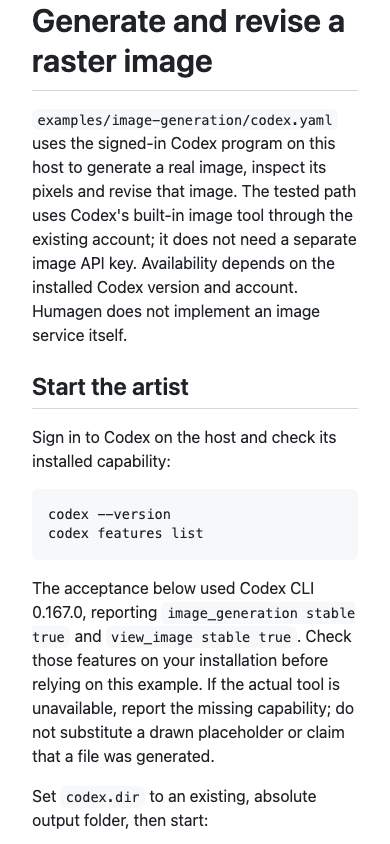 Generate and revise a
raster image
examples/image-generation/codex.yaml
uses the signed-in Codex program on this
host to generate a real image, inspect its
pixels and revise that image. The tested path
uses Codex's built-in image tool through the
existing account; it does not need a separate
image API key. Availability depends on the
installed Codex version and account.
Humagen does not implement an image
service itself.
Start the artist
Sign in to Codex on the host and check its
installed capability:
codex --version
codex features list
The acceptance below used Codex CLI
0.167.0, reporting image_generation stable
true and view_image stable true . Check
those features on your installation before
relying on this example. If the actual tool is
unavailable, report the missing capability; do
not substitute a drawn placeholder or claim
that a file was generated.
Set codex.dir to an existing, absolute
output folder, then start: